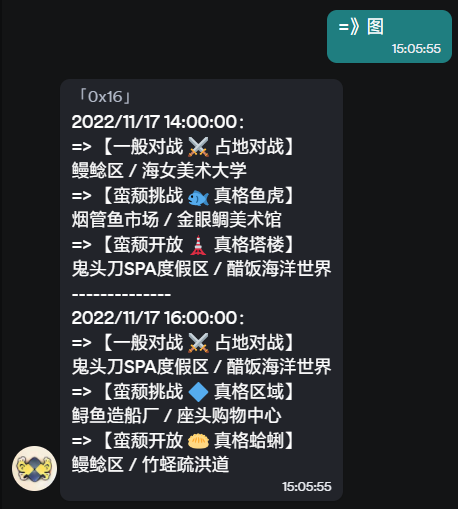 =》图
15:05:55
「0x16」
2022/11/17 14:00:00：
=> 【一般对战 ⚔️ 占地对战】
鳗鲶区 / 海女美术大学
=> 【蛮颓挑战 🐟 真格鱼虎】
烟管鱼市场 / 金眼鲷美术馆
=> 【蛮颓开放 🗼 真格塔楼】
鬼头刀SPA度假区 / 醋饭海洋世界
--------------
2022/11/17 16:00:00：
=> 【一般对战 ⚔️ 占地对战】
鬼头刀SPA度假区 / 醋饭海洋世界
=> 【蛮颓挑战 🔷 真格区域】
鲟鱼造船厂 / 座头购物中心
=> 【蛮颓开放 🥟 真格蛤蜊】
鳗鲶区 / 竹蛏疏洪道
15:05:55